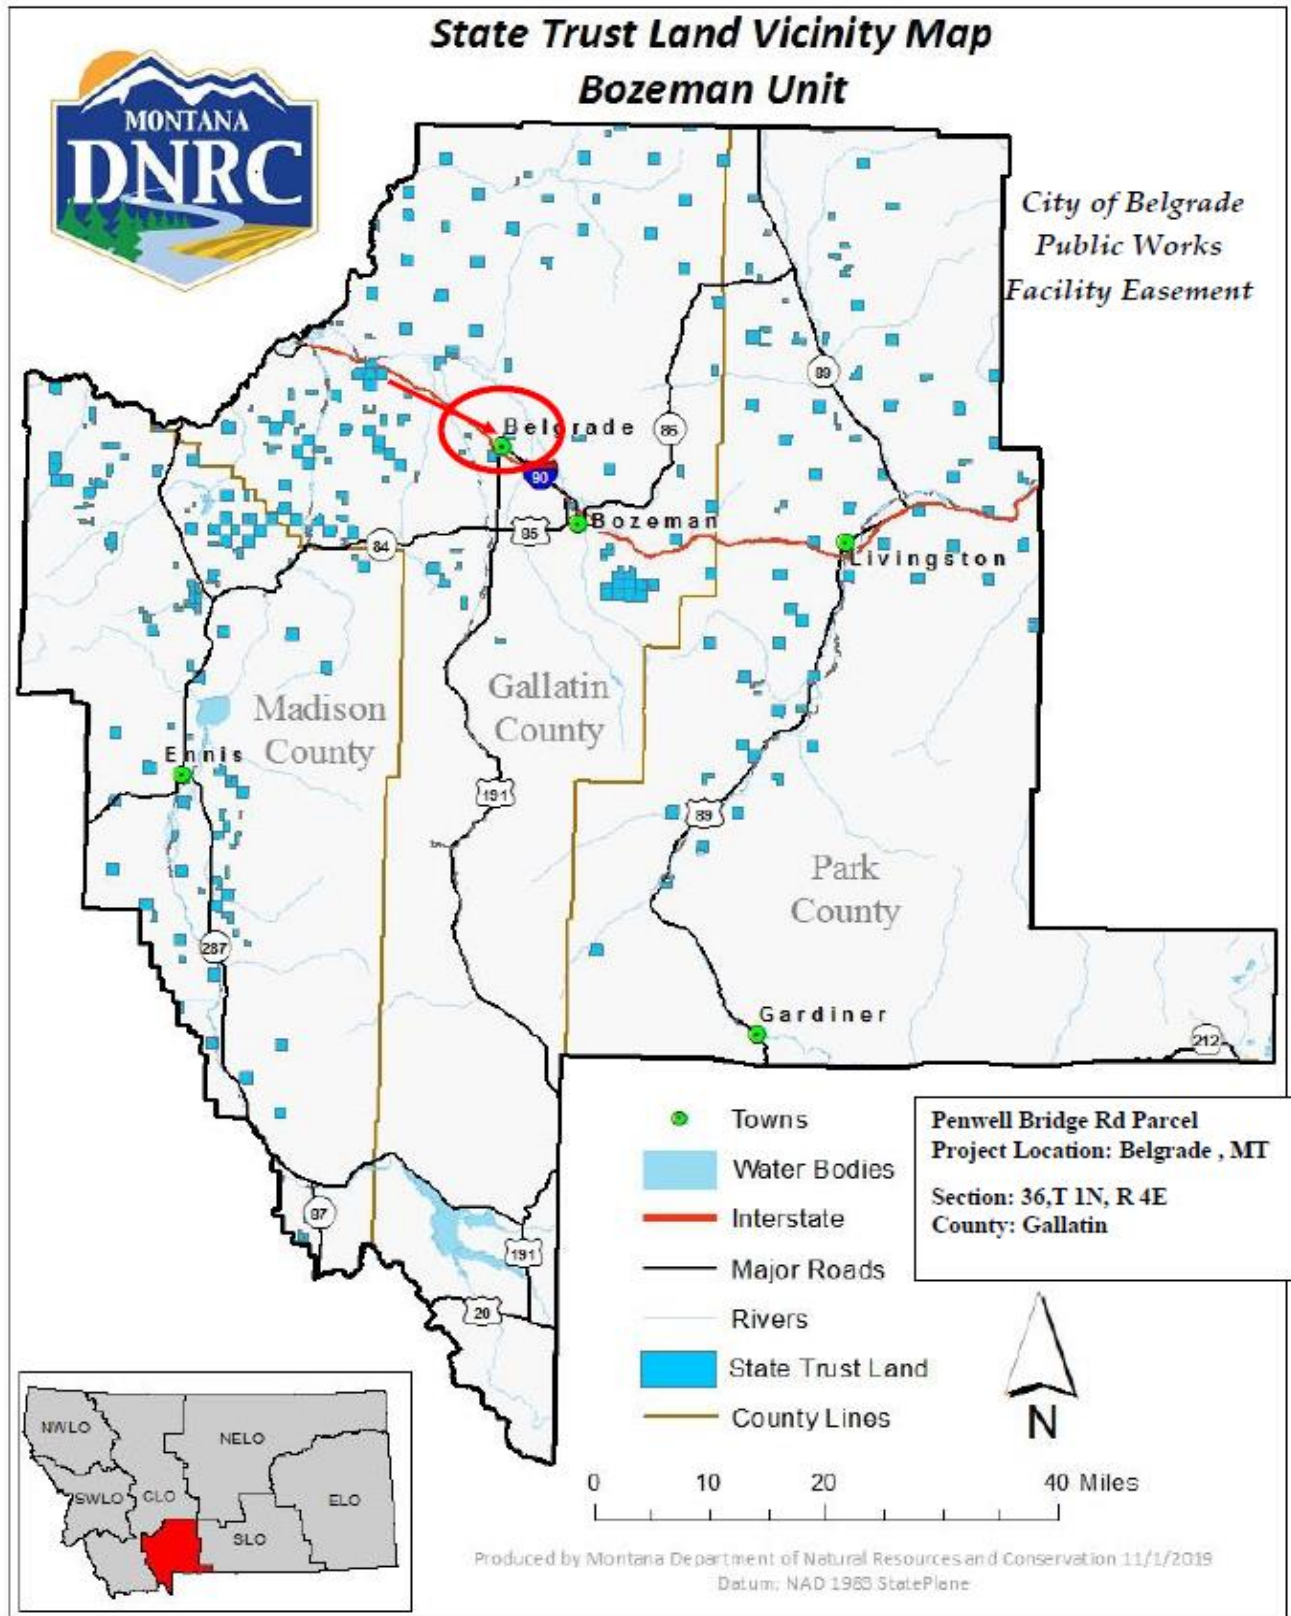 State Trust Land Vicinity Map
Bozeman Unit
MONTANA
DNRC
City of Belgrade
Public Works
Facility Easement
89
Belgrade
86
90
85
Bozeman
84
Livingston
Madison
County
Gallatin
County
Ennis
191
89
Park
County
287
Gardiner
212
Towns
Water Bodies
Interstate
Major Roads
Rivers
State Trust Land
County Lines
Penwell Bridge Rd Parcel
Project Location: Belgrade , MT
Section: 36,T 1N, R 4E
County: Gallatin
87
191
20
N
0 10 20 40 Miles
NWLO
NELO
SWLO
CLO
ELO
SLO
Produced by Montana Department of Natural Resources and Conservation 11/1/2019
Datum: NAD 1983 StatePlane